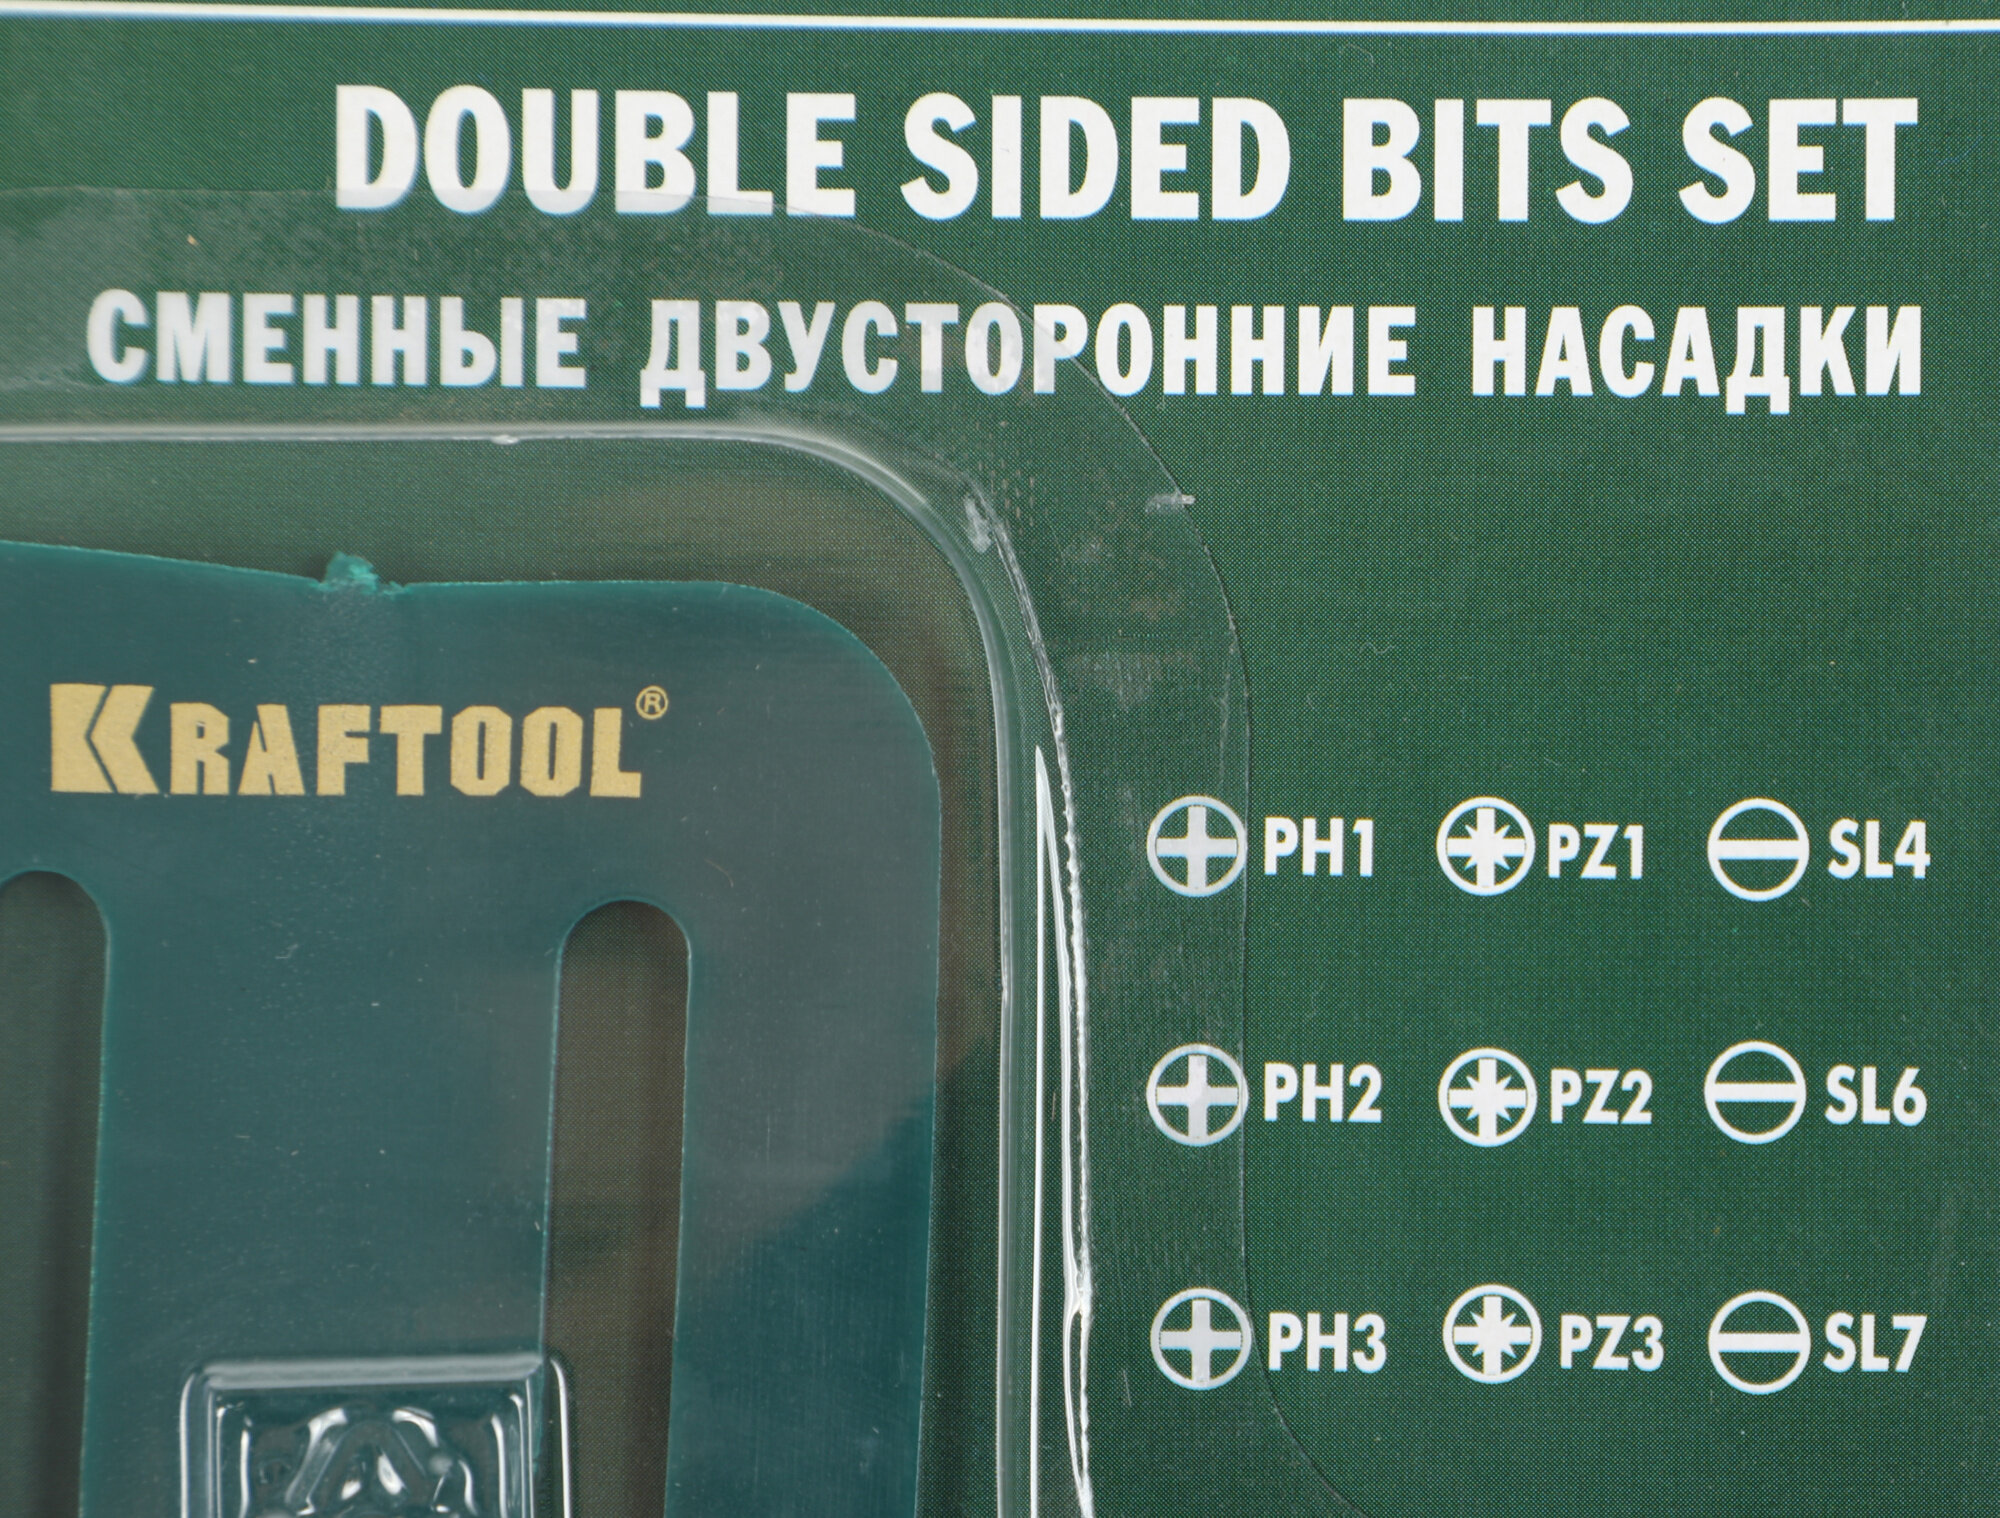 DOUBLE SIDED BITS SET
СМЕННЫЕ ДВУСТОРОННИЕ НАСАДКИ
KRAFTOOL®
PH1 PZ1 SL4
PH2 PZ2 SL6
PH3 PZ3 SL7